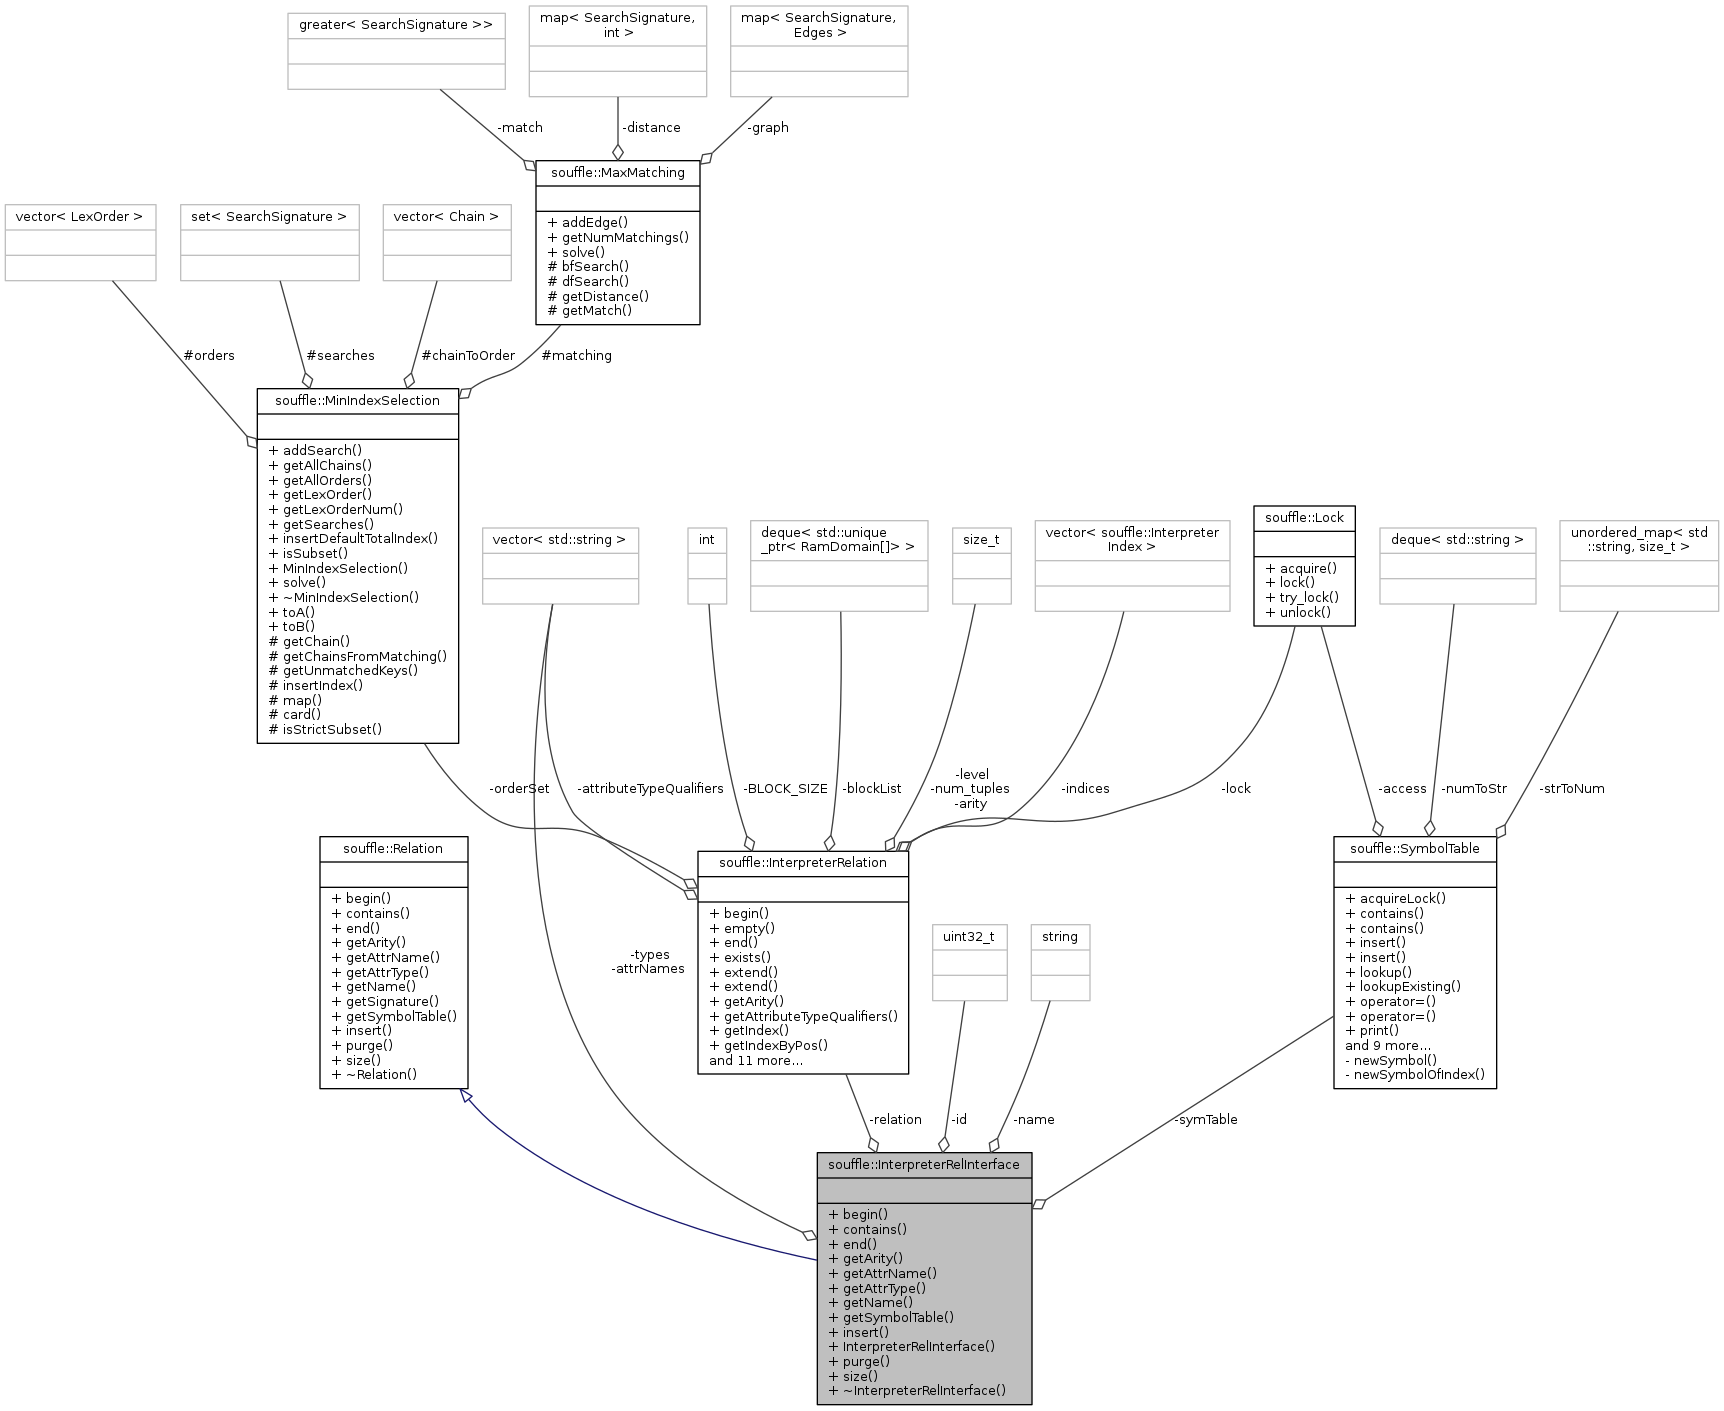 greater< SearchSignature >>
map< SearchSignature,
int >
map< SearchSignature,
Edges >
-match
-distance
-graph
souffle::MaxMatching
+ addEdge()
+ getNumMatchings()
+ solve()
# bfSearch()
# dfSearch()
# getDistance()
# getMatch()
vector< LexOrder >
set< SearchSignature >
vector< Chain >
#orders
#searches
#chainToOrder
#matching
souffle::MinIndexSelection
+ addSearch()
+ getAllChains()
+ getAllOrders()
+ getLexOrder()
+ getLexOrderNum()
+ getSearches()
+ insertDefaultTotalIndex()
+ isSubset()
+ MinIndexSelection()
+ solve()
+ ~MinIndexSelection()
+ toA()
+ toB()
# getChain()
# getChainsFromMatching()
# getUnmatchedKeys()
# insertIndex()
# map()
# card()
# isStrictSubset()
vector< std::string >
int
deque< std::unique
_ptr< RamDomain[]> >
size_t
vector< souffle::Interpreter
Index >
souffle::Lock
+ acquire()
+ lock()
+ try_lock()
+ unlock()
deque< std::string >
unordered_map< std
::string, size_t >
-orderSet
-attributeTypeQualifiers
-BLOCK_SIZE
-blockList
-level
-num_tuples
-arity
-indices
-lock
-access
-numToStr
-strToNum
souffle::Relation
+ begin()
+ contains()
+ end()
+ getArity()
+ getAttrName()
+ getAttrType()
+ getName()
+ getSignature()
+ getSymbolTable()
+ insert()
+ purge()
+ size()
+ ~Relation()
-types
-attrNames
souffle::InterpreterRelation
+ begin()
+ empty()
+ end()
+ exists()
+ extend()
+ extend()
+ getArity()
+ getAttributeTypeQualifiers()
+ getIndex()
+ getIndexByPos()
and 11 more...
uint32_t
string
souffle::SymbolTable
+ acquireLock()
+ contains()
+ contains()
+ insert()
+ insert()
+ lookup()
+ lookupExisting()
+ operator=()
+ operator=()
+ print()
and 9 more...
- newSymbol()
- newSymbolOfIndex()
-relation
-id
-name
-symTable
souffle::InterpreterRelInterface
+ begin()
+ contains()
+ end()
+ getArity()
+ getAttrName()
+ getAttrType()
+ getName()
+ getSymbolTable()
+ insert()
+ InterpreterRelInterface()
+ purge()
+ size()
+ ~InterpreterRelInterface()